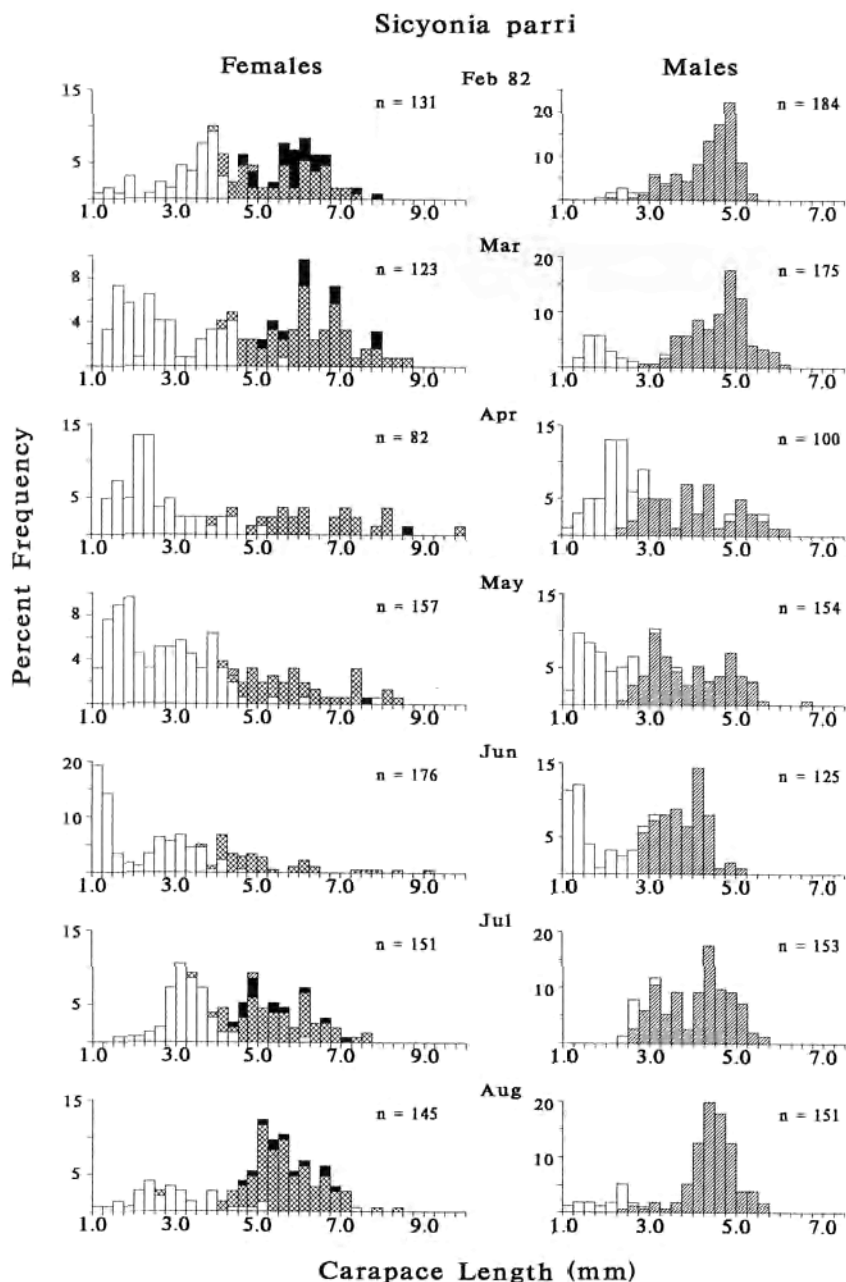 Sicyonia parri
Females
Feb 82
Males
15
5
n = 131
20
10
n = 184
1.0 3.0 5.0 7.0 9.0
1.0 3.0 5.0 7.0
Mar
8
4
n = 123
20
10
n = 175
1.0 3.0 5.0 7.0 9.0
1.0 3.0 5.0 7.0
Apr
15
5
n = 82
15
5
n = 100
1.0 3.0 5.0 7.0 9.0
1.0 3.0 5.0 7.0
Percent Frequency
May
8
4
n = 157
15
5
n = 154
1.0 3.0 5.0 7.0 9.0
1.0 3.0 5.0 7.0
Jun
20
10
n = 176
15
5
n = 125
1.0 3.0 5.0 7.0 9.0
1.0 3.0 5.0 7.0
Jul
15
5
n = 151
20
10
n = 153
1.0 3.0 5.0 7.0 9.0
1.0 3.0 5.0 7.0
Aug
15
5
n = 145
20
10
n = 151
1.0 3.0 5.0 7.0 9.0
1.0 3.0 5.0 7.0
Carapace Length (mm)